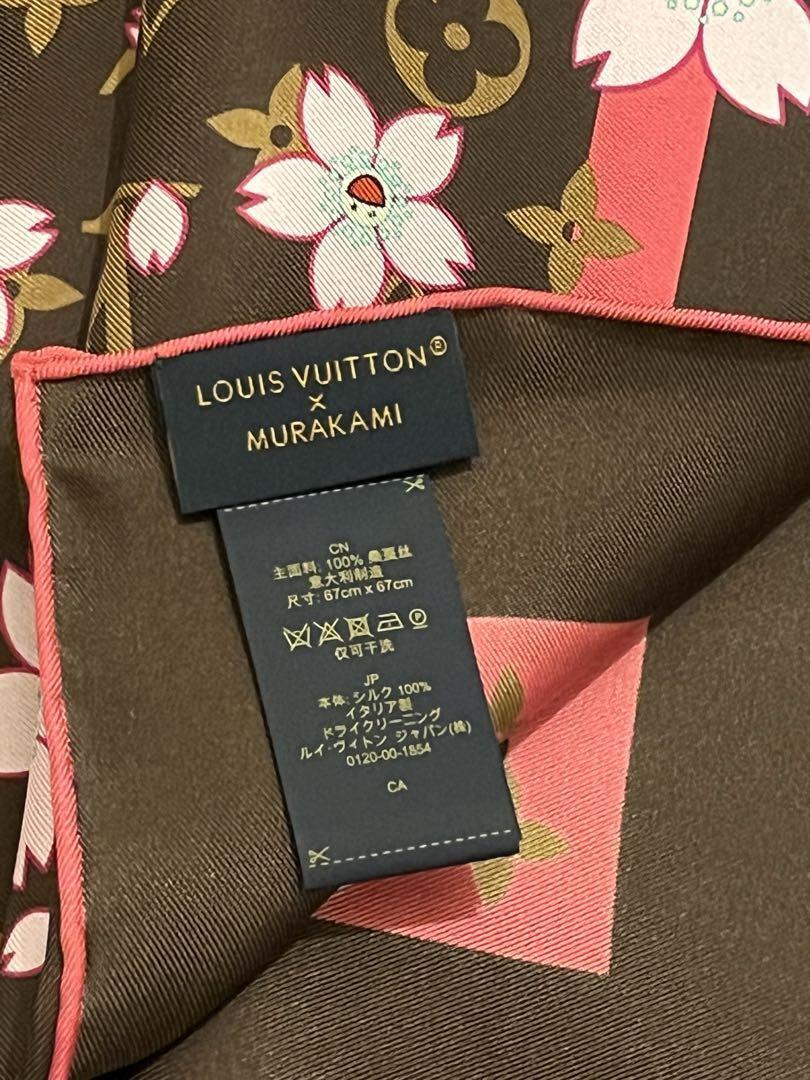 LOUIS VUITTON®
×
MURAKAMI
CN
主面料: 100% 桑蚕丝
意大利制造
尺寸: 67cm x 67cm
仅可干洗
JP
本体: シルク 100%
イタリア製
ドライクリーニング
ルイ・ヴィトン ジャパン(株)
0120-00-1854
CA